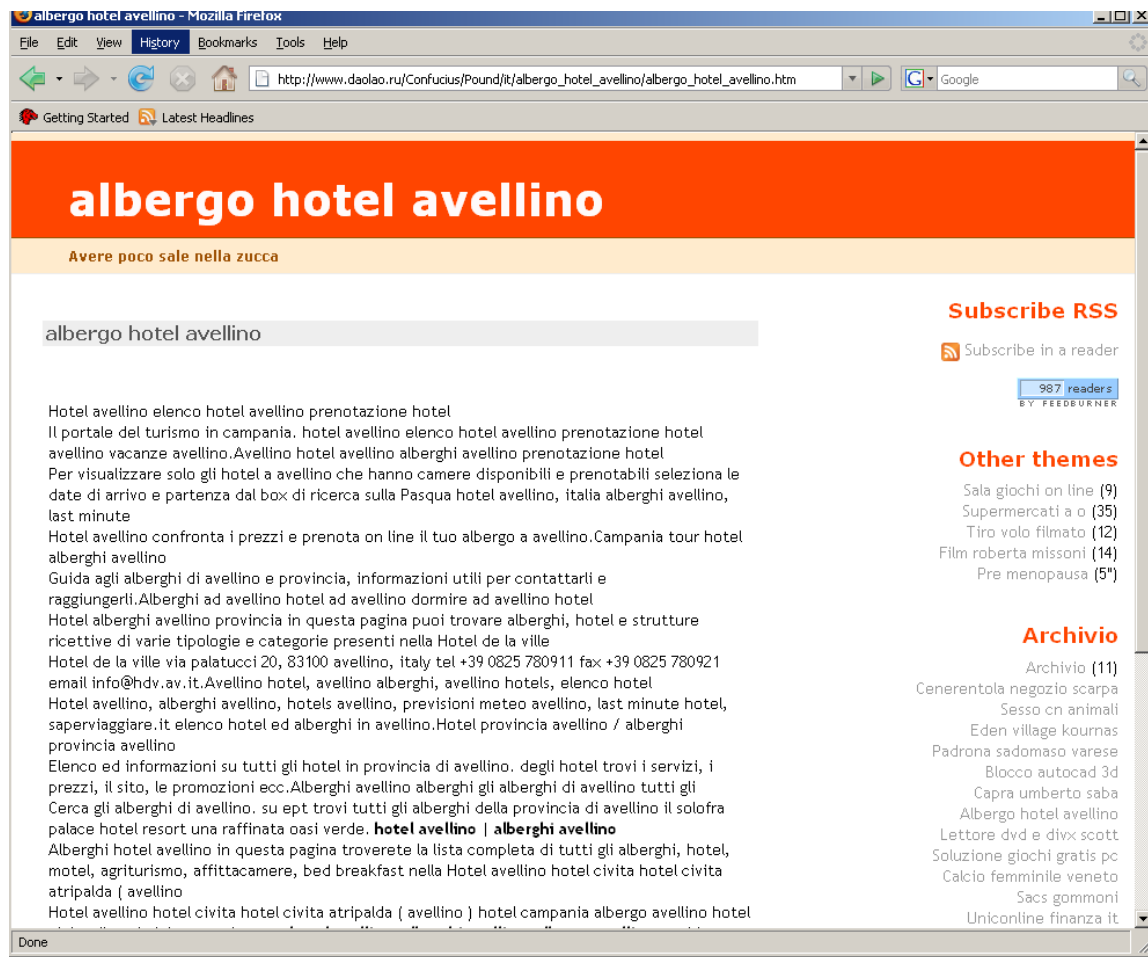 albergo hotel avellino - Mozilla Firefox
File Edit View History Bookmarks Tools Help
http://www.daolao.ru/Confucius/Pound/it/albergo_hotel_avellino/albergo_hotel_avellino.htm
G Google
Getting Started Latest Headlines
albergo hotel avellino
Avere poco sale nella zucca
albergo hotel avellino
Hotel avellino elenco hotel avellino prenotazione hotel
Il portale del turismo in campania. hotel avellino elenco hotel avellino prenotazione hotel
avellino vacanze avellino.Avellino hotel avellino alberghi avellino prenotazione hotel
Per visualizzare solo gli hotel a avellino che hanno camere disponibili e prenotabili seleziona le
date di arrivo e partenza dal box di ricerca sulla Pasqua hotel avellino, italia alberghi avellino,
last minute
Hotel avellino confronta i prezzi e prenota on line il tuo albergo a avellino.Campania tour hotel
alberghi avellino
Guida agli alberghi di avellino e provincia, informazioni utili per contattarli e
raggiungerli.Alberghi ad avellino hotel ad avellino dormire ad avellino hotel
Hotel alberghi avellino provincia in questa pagina puoi trovare alberghi, hotel e strutture
ricettive di varie tipologie e categorie presenti nella Hotel de la ville
Hotel de la ville via palatucci 20, 83100 avellino, italy tel +39 0825 780911 fax +39 0825 780921
email info@hdv.av.it.Avellino hotel, avellino alberghi, avellino hotels, elenco hotel
Hotel avellino, alberghi avellino, hotels avellino, previsioni meteo avellino, last minute hotel,
saperviaggiare.it elenco hotel ed alberghi in avellino.Hotel provincia avellino / alberghi
provincia avellino
Elenco ed informazioni su tutti gli hotel in provincia di avellino. degli hotel trovi i servizi, i
prezzi, il sito, le promozioni ecc.Alberghi avellino alberghi gli alberghi di avellino tutti gli
Cerca gli alberghi di avellino. su ept trovi tutti gli alberghi della provincia di avellino il solofra
palace hotel resort una raffinata oasi verde. hotel avellino | alberghi avellino
Alberghi hotel avellino in questa pagina troverete la lista completa di tutti gli alberghi, hotel,
motel, agriturismo, affittacamere, bed breakfast nella Hotel avellino hotel civita hotel civita
atripalda ( avellino
Hotel avellino hotel civita hotel civita atripalda ( avellino ) hotel campania albergo avellino hotel
Subscribe RSS
Subscribe in a reader
987 readers
BY FEEDBURNER
Other themes
Sala giochi on line (9)
Supermercati a o (35)
Tiro volo filmato (12)
Film roberta missoni (14)
Pre menopausa (5")
Archivio
Archivio (11)
Cenerentola negozio scarpa
Sesso cn animali
Eden village kournas
Padrona sadomaso varese
Blocco autocad 3d
Capra umberto saba
Albergo hotel avellino
Lettore dvd e divx scott
Soluzione giochi gratis pc
Calcio femminile veneto
Sacs gommoni
Uniconline finanza it
Done